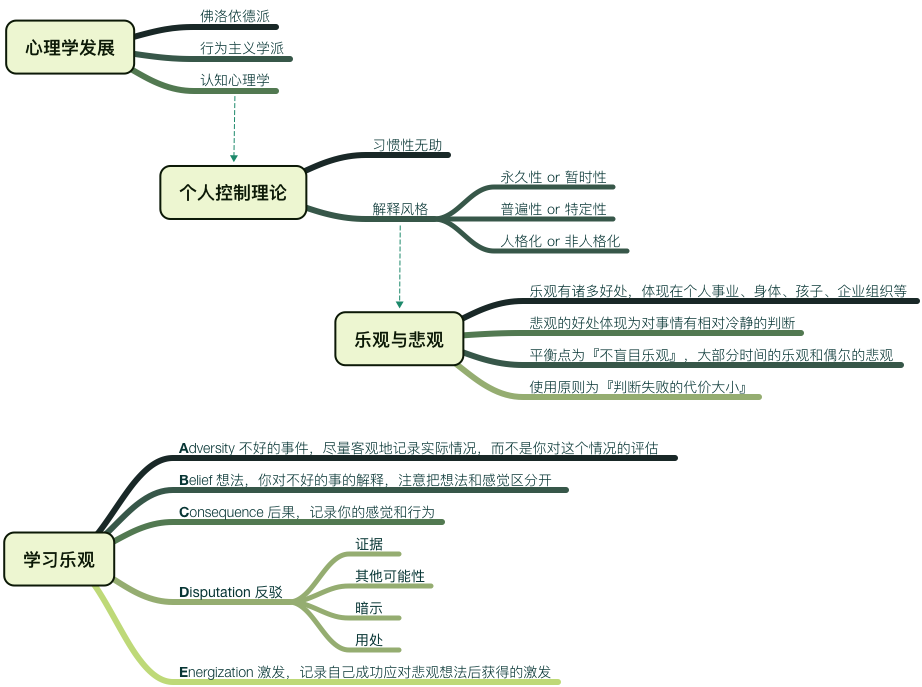 佛洛依德派
心理学发展
行为主义学派
认知心理学
习惯性无助
个人控制理论
解释风格
永久性 or 暂时性
普遍性 or 特定性
人格化 or 非人格化
乐观有诸多好处，体现在个人事业、身体、孩子、企业组织等
悲观的好处体现为对事情有相对冷静的判断
乐观与悲观
平衡点为『不盲目乐观』，大部分时间的乐观和偶尔的悲观
使用原则为『判断失败的代价大小』
Adversity 不好的事件，尽量客观地记录实际情况，而不是你对这个情况的评估
Belief 想法，你对不好的事的解释，注意把想法和感觉区分开
Consequence 后果，记录你的感觉和行为
学习乐观
Disputation 反驳
证据
其他可能性
暗示
用处
Energization 激发，记录自己成功应对悲观想法后获得的激发